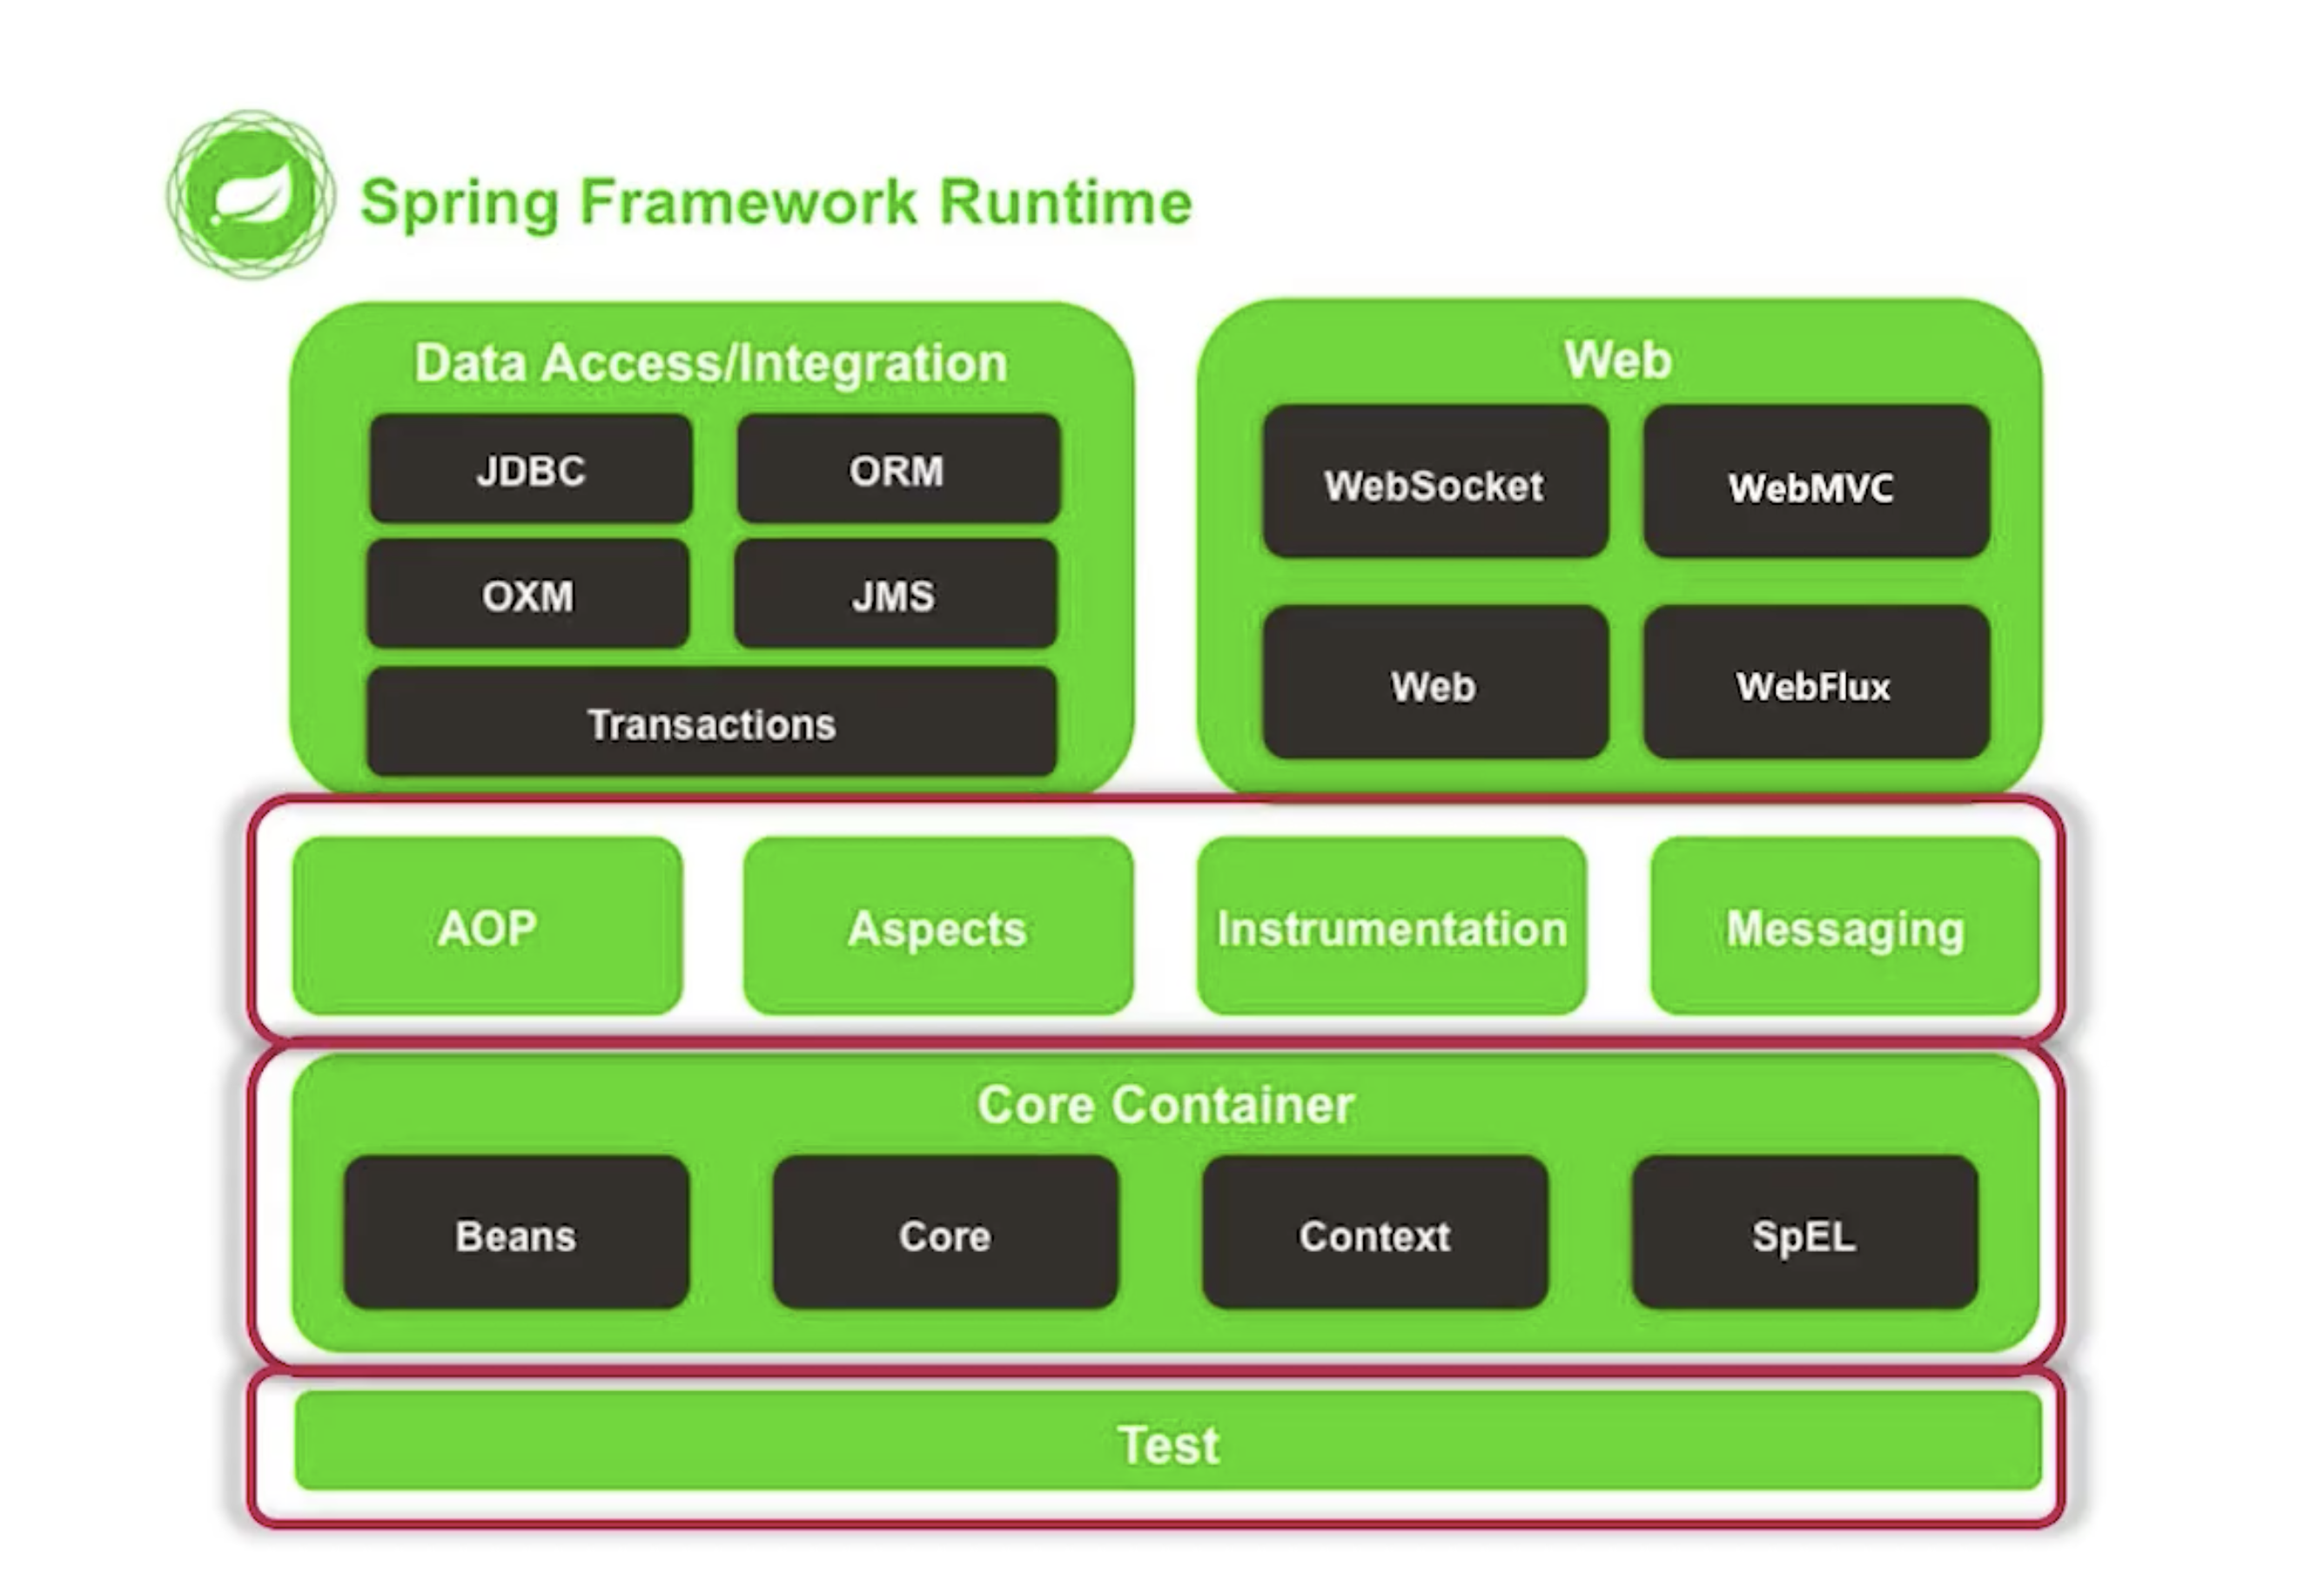 Spring Framework Runtime
Data Access/Integration
JDBC
ORM
OXM
JMS
Transactions
Web
WebSocket
WebMVC
Web
WebFlux
AOP
Aspects
Instrumentation
Messaging
Core Container
Beans
Core
Context
SpEL
Test